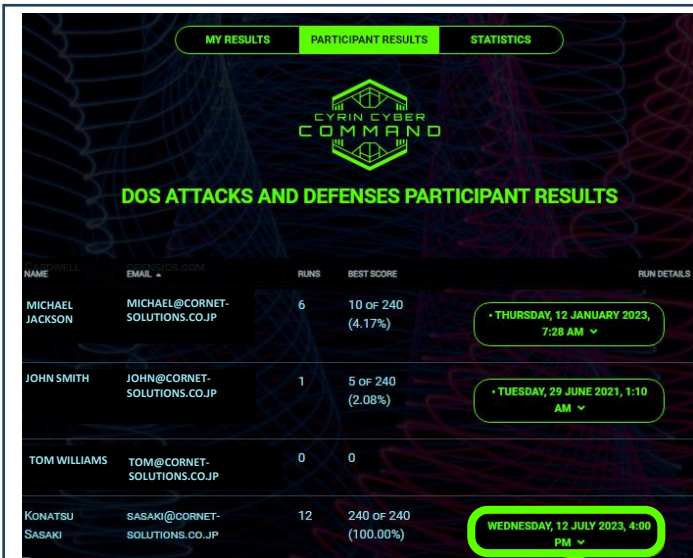 MY RESULTS PARTICIPANT RESULTS STATISTICS
CYRIN CYBER
COMMAND
DOS ATTACKS AND DEFENSES PARTICIPANT RESULTS
NAME EMAIL RUNS BEST SCORE RUN DETAILS
MICHAEL JACKSON MICHAEL@CORNET-SOLUTIONS.CO.JP 6 10 OF 240 (4.17%) • THURSDAY, 12 JANUARY 2023, 7:28 AM
JOHN SMITH JOHN@CORNET-SOLUTIONS.CO.JP 1 5 OF 240 (2.08%) • TUESDAY, 29 JUNE 2021, 1:10 AM
TOM WILLIAMS TOM@CORNET-SOLUTIONS.CO.JP 0 0
KONATSU SASAKI SASAKI@CORNET-SOLUTIONS.CO.JP 12 240 OF 240 (100.00%) WEDNESDAY, 12 JULY 2023, 4:00 PM